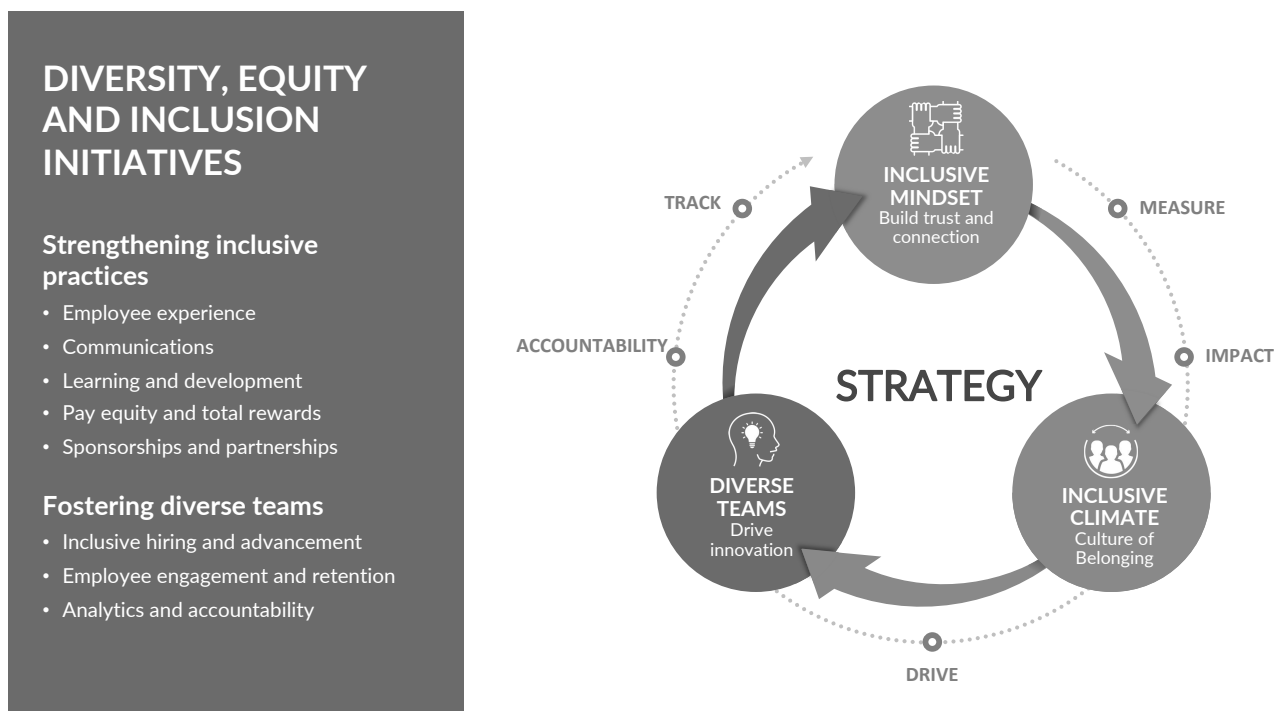 DIVERSITY, EQUITY
AND INCLUSION
INITIATIVES
Strengthening inclusive
practices
• Employee experience
• Communications
• Learning and development
• Pay equity and total rewards
• Sponsorships and partnerships
Fostering diverse teams
• Inclusive hiring and advancement
• Employee engagement and retention
• Analytics and accountability
INCLUSIVE
MINDSET
Build trust and
connection
TRACK
MEASURE
ACCOUNTABILITY
IMPACT
STRATEGY
DIVERSE
TEAMS
Drive
innovation
INCLUSIVE
CLIMATE
Culture of
Belonging
DRIVE